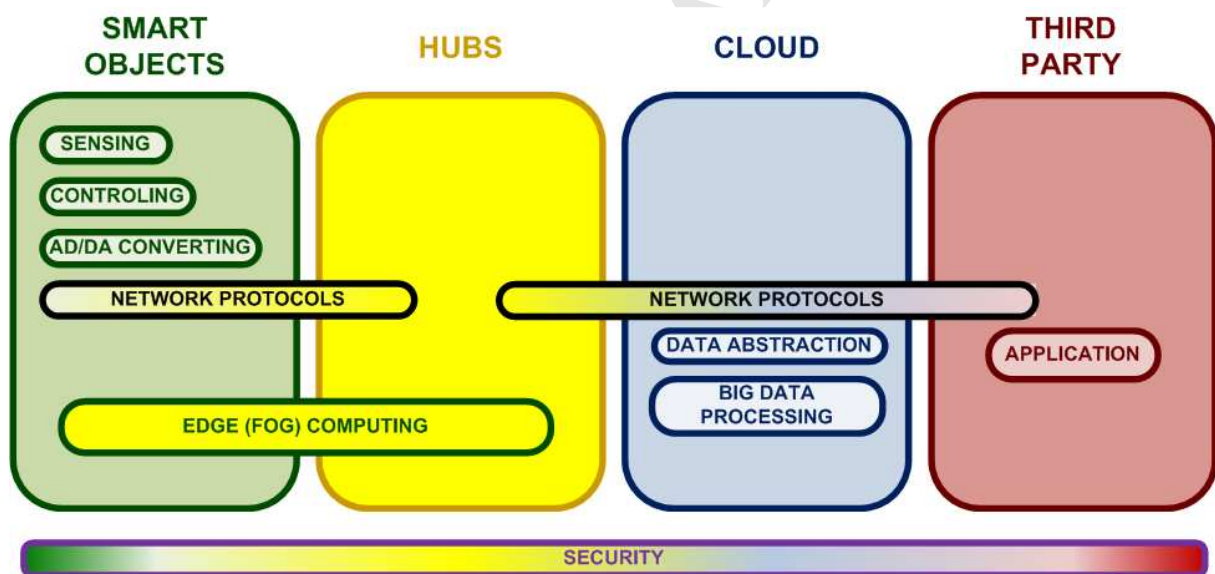 SMART
OBJECTS
HUBS
CLOUD
THIRD
PARTY
SENSING
CONTROLING
AD/DA CONVERTING
NETWORK PROTOCOLS
NETWORK PROTOCOLS
DATA ABSTRACTION
APPLICATION
BIG DATA
PROCESSING
EDGE (FOG) COMPUTING
SECURITY